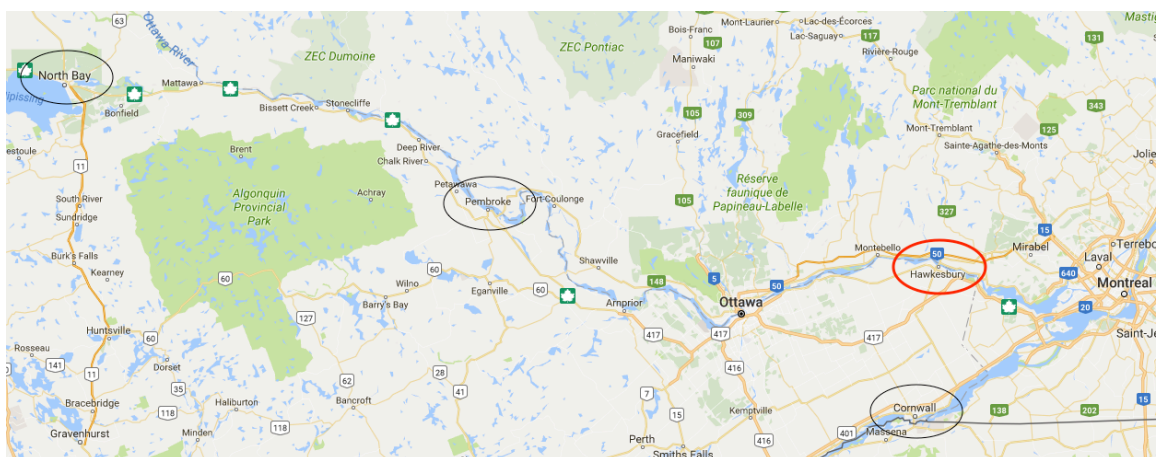 63
Mont-Laurier
Lac-des-Écorces
Mastig
Bois-Franc
107
Lac-Saguay
117
131
Ottawa River
ZEC Dumoine
ZEC Pontiac
Rivière-Rouge
Maniwaki
North Bay
Mattawa
Parc national du
Mont-Tremblant
Bissett Creek
Stonecliffe
343
Bonfield
105
309
Gracefield
Mont-Tremblant
125
Deep River
Sainte-Agathe-des-Monts
Brent
Chalk River
Jolie
11
Petawawa
Réserve
faunique de
Papineau-Labelle
Achray
Algonquin
Provincial
Park
Pembroke
Fort-Coulonge
105
South River
Sundridge
327
15
Terrebo
Montebello
Mirabel
Burk's Falls
50
Laval
Kearney
60
60
Shawville
Hawkesbury
640
148
5
Wilno
Eganville
60
50
Montreal
Barry's Bay
Arnprior
Ottawa
20
127
Huntsville
417
417
417
Saint-Je
Rosseau
141
Dorset
11
62
28
35
41
7
Bracebridge
118
Haliburton
Bancroft
15
Kemptville
Cornwall
138
202
15
118
Gravenhurst
Minden
416
401
Massena
Perth
Smiths Falls